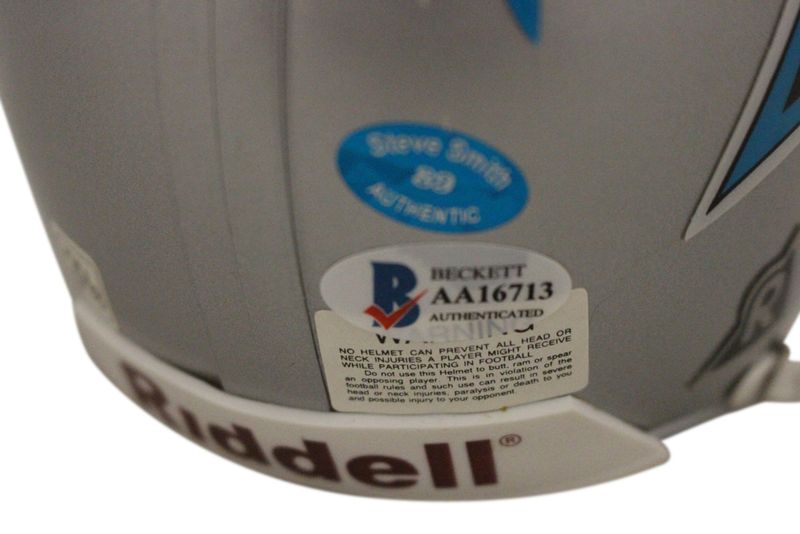 Steve Smith
89
AUTHENTIC
BECKETT
AA16713
AUTHENTICATED
WARNING
NO HELMET CAN PREVENT ALL HEAD OR
NECK INJURIES A PLAYER MIGHT RECEIVE
WHILE PARTICIPATING IN FOOTBALL
Do not use this Helmet to butt, ram or spear
an opposing player. This is in violation of the
football rules and such use can result in severe
head or neck injuries, paralysis or death to you
and possible injury to your opponent.
Riddell®
R